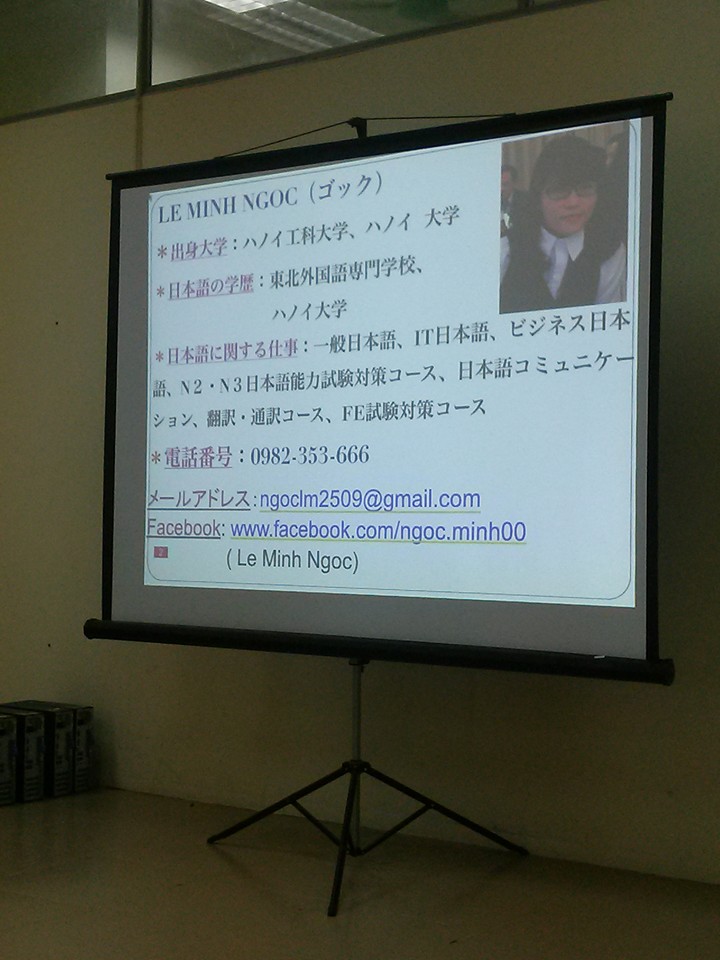 LE MINH NGOC（ゴック）
＊出身大学：ハノイ工科大学、ハノイ 大学
＊日本語の学歴：東北外国語専門学校、
ハノイ大学
＊日本語に関する仕事：一般日本語、IT日本語、ビジネス日本
語、N２・N３日本語能力試験対策コース、日本語コミュニケー
ション、翻訳・通訳コース、FE試験対策コース
＊電話番号：0982-353-666
メールアドレス：ngoclm2509@gmail.com
Facebook: www.facebook.com/ngoc.minh00
2
( Le Minh Ngoc)